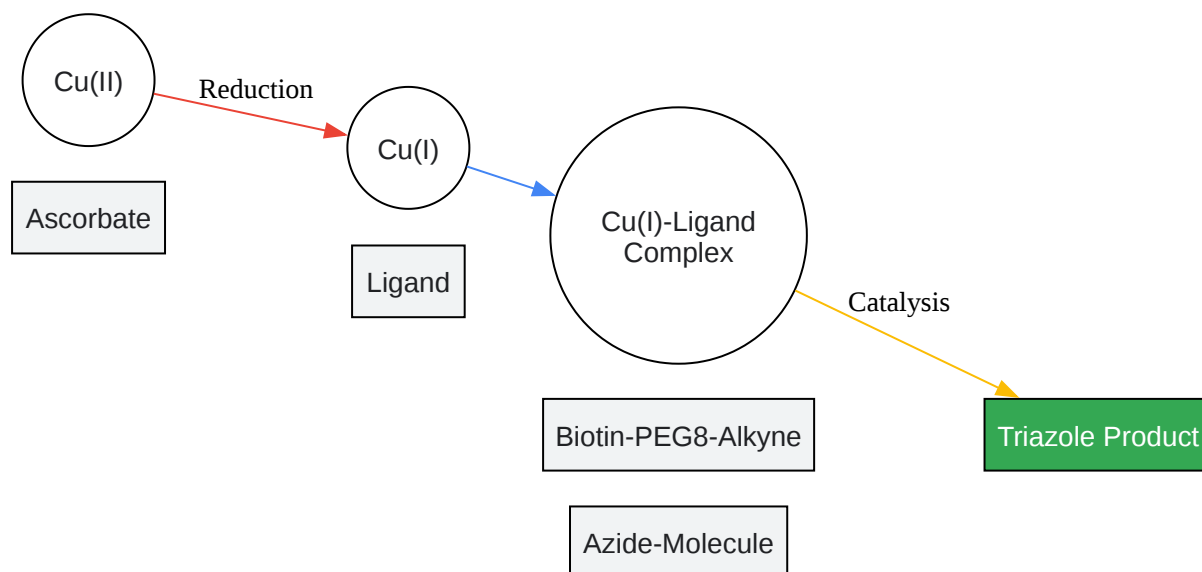 Cu(II)
Reduction
Cu(I)
Ascorbate
Ligand
Cu(I)-Ligand
Complex
Catalysis
Biotin-PEG8-Alkyne
Triazole Product
Azide-Molecule